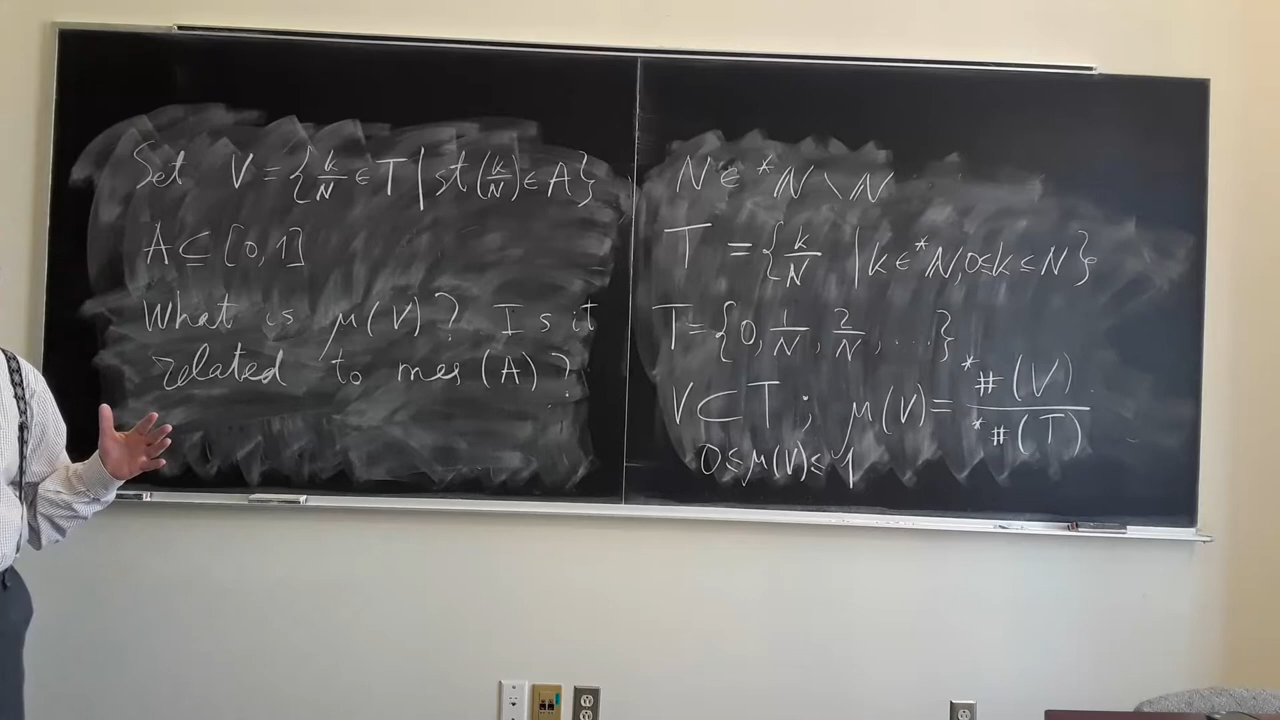 Set V = {k/N ∈ T | st(k/N) ∈ A}
A ⊆ [0,1]
What is μ(V)? Is it
related to mes (A)?
N ∈ *N \ N
T = {k/N | k ∈ *N, 0 ≤ k ≤ N}
T = {0, 1/N, 2/N, ...}
V ⊂ T ; μ(V) = *#(V) / *#(T)
0 ≤ μ(V) ≤ 1